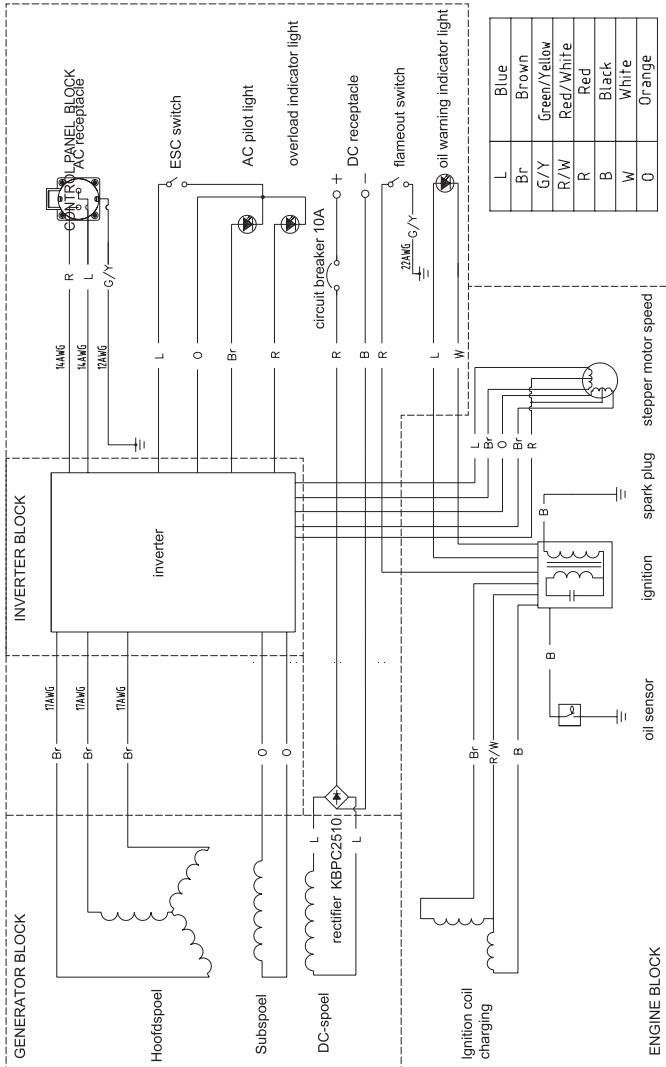 GENERATOR BLOCK
INVERTER BLOCK
CONTROL PANEL BLOCK
AC receptacle
ESC switch
AC pilot light
overload indicator light
DC receptacle
flameout switch
oil warning indicator light
circuit breaker 10A
+
−
22AWG
G/Y
14AWG
14AWG
12AWG
R
L
G/Y
L
O
Br
R
R
B
R
L
W
inverter
17AWG
17AWG
17AWG
Br
Br
Br
O
O
L
L
rectifier KBPC2510
Hoofdspoel
Subspoel
DC-spoel
Ignition coil
charging
Br
R/W
B
B
B
L
Br
O
Br
R
oil sensor
ignition
spark plug
stepper motor speed
ENGINE BLOCK
L Blue
Br Brown
G/Y Green/Yellow
R/W Red/White
R Red
B Black
W White
O Orange